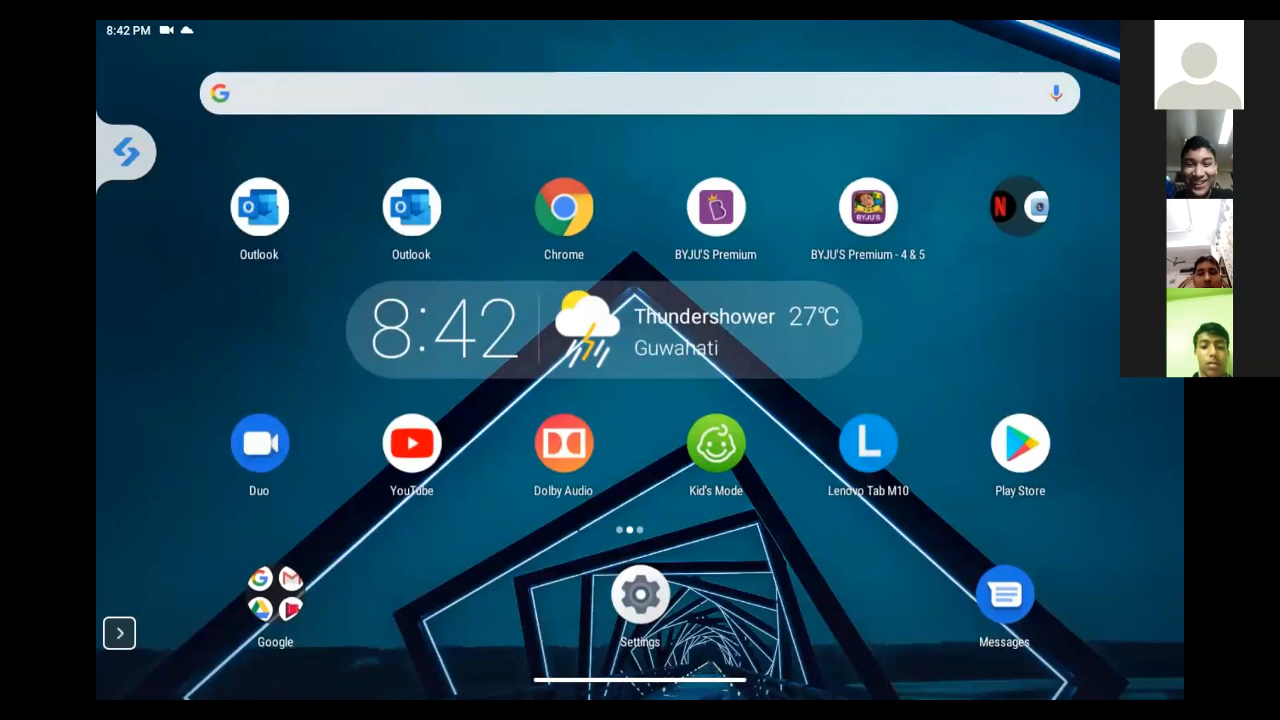 8:42 PM
Outlook
Outlook
Chrome
BYJU'S Premium
BYJU'S
BYJU'S Premium - 4 & 5
N
8:42
Thundershower 27℃
Guwahati
Duo
YouTube
Dolby Audio
Kid's Mode
L
Lenovo Tab M10
Play Store
Google
Settings
Messages